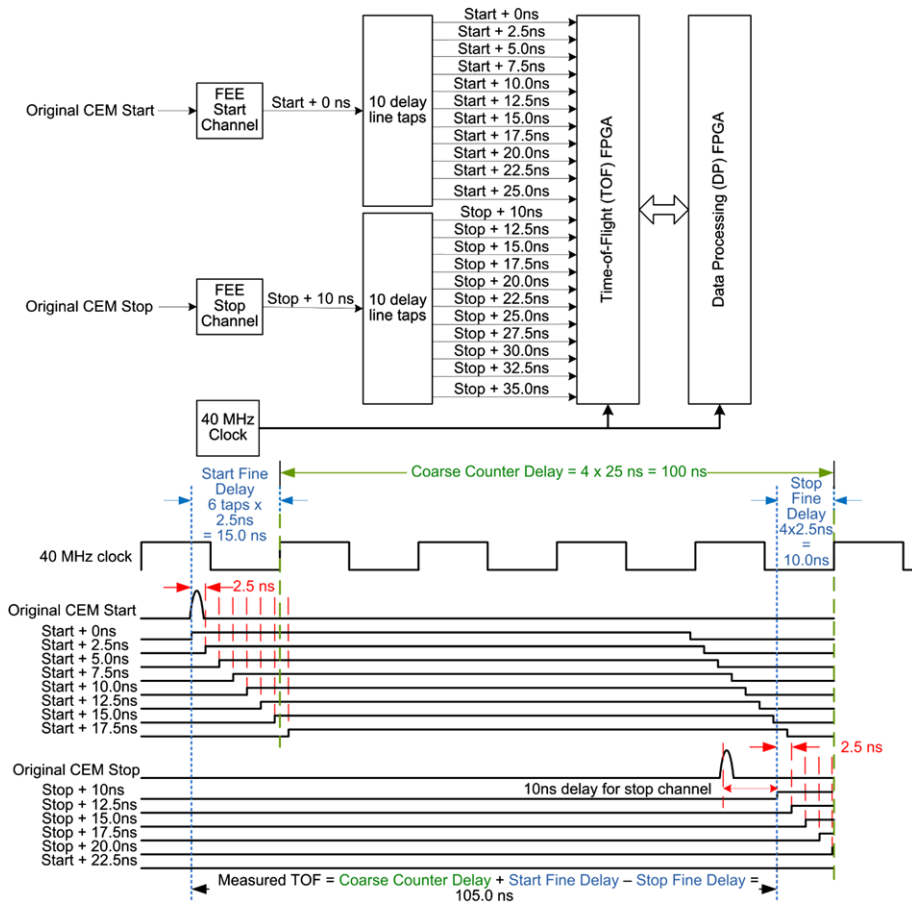 Original CEM Start
FEE
Start
Channel
Start + 0 ns
10 delay
line taps
Start + 0ns
Start + 2.5ns
Start + 5.0ns
Start + 7.5ns
Start + 10.0ns
Start + 12.5ns
Start + 15.0ns
Start + 17.5ns
Start + 20.0ns
Start + 22.5ns
Start + 25.0ns
Original CEM Stop
FEE
Stop
Channel
Stop + 10 ns
10 delay
line taps
Stop + 10ns
Stop + 12.5ns
Stop + 15.0ns
Stop + 17.5ns
Stop + 20.0ns
Stop + 22.5ns
Stop + 25.0ns
Stop + 27.5ns
Stop + 30.0ns
Stop + 32.5ns
Stop + 35.0ns
Time-of-Flight (TOF) FPGA
Data Processing (DP) FPGA
40 MHz
Clock
Start Fine
Delay
6 taps x
2.5ns
= 15.0 ns
Coarse Counter Delay = 4 x 25 ns = 100 ns
Stop
Fine
Delay
4x2.5ns
=
10.0ns
40 MHz clock
2.5 ns
Original CEM Start
Start + 0ns
Start + 2.5ns
Start + 5.0ns
Start + 7.5ns
Start + 10.0ns
Start + 12.5ns
Start + 15.0ns
Start + 17.5ns
2.5 ns
Original CEM Stop
10ns delay for stop channel
Stop + 10ns
Stop + 12.5ns
Stop + 15.0ns
Stop + 17.5ns
Stop + 20.0ns
Start + 22.5ns
Measured TOF = Coarse Counter Delay + Start Fine Delay – Stop Fine Delay =
105.0 ns